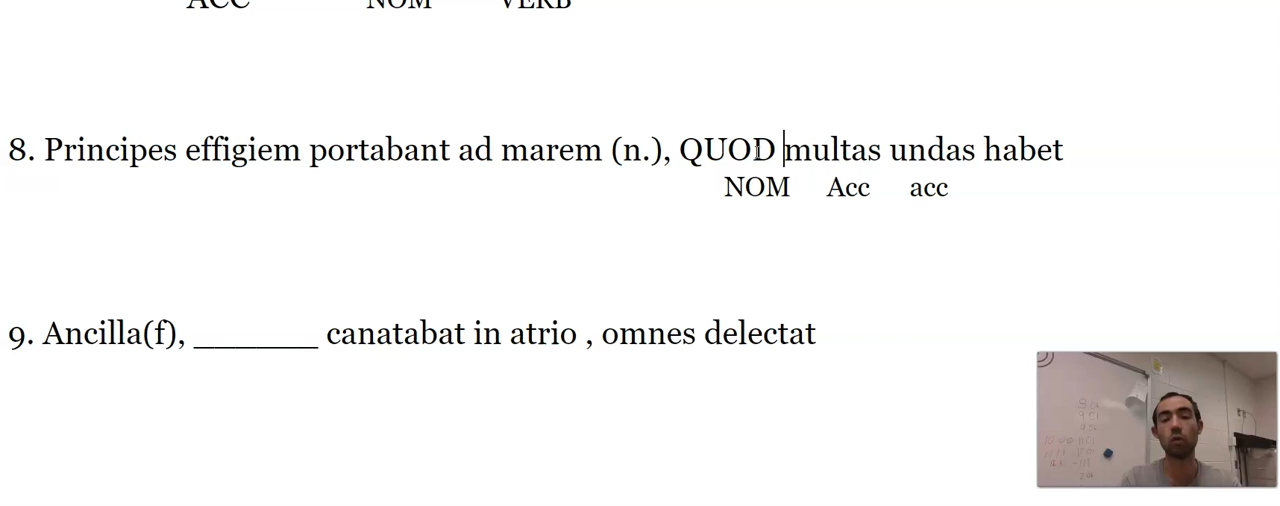 ACC NOM VERB
8. Principes effigiem portabant ad marem (n.), QUOD multas undas habet
NOM Acc acc
9. Ancilla(f), ______ canatabat in atrio , omnes delectat